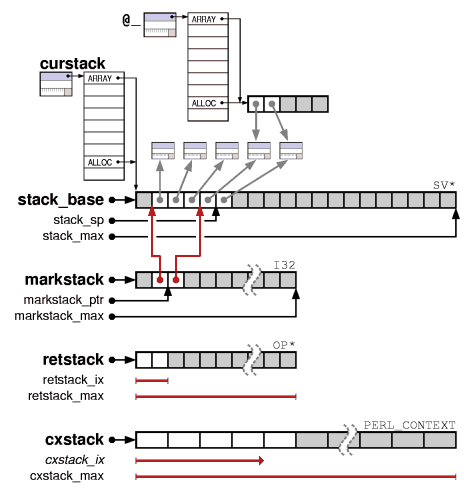 @_
ARRAY
curstack
ARRAY
ALLOC
ALLOC
SV*
stack_base
stack_sp
stack_max
I32
markstack
markstack_ptr
markstack_max
OP*
retstack
retstack_ix
retstack_max
PERL_CONTEXT
cxstack
cxstack_ix
cxstack_max